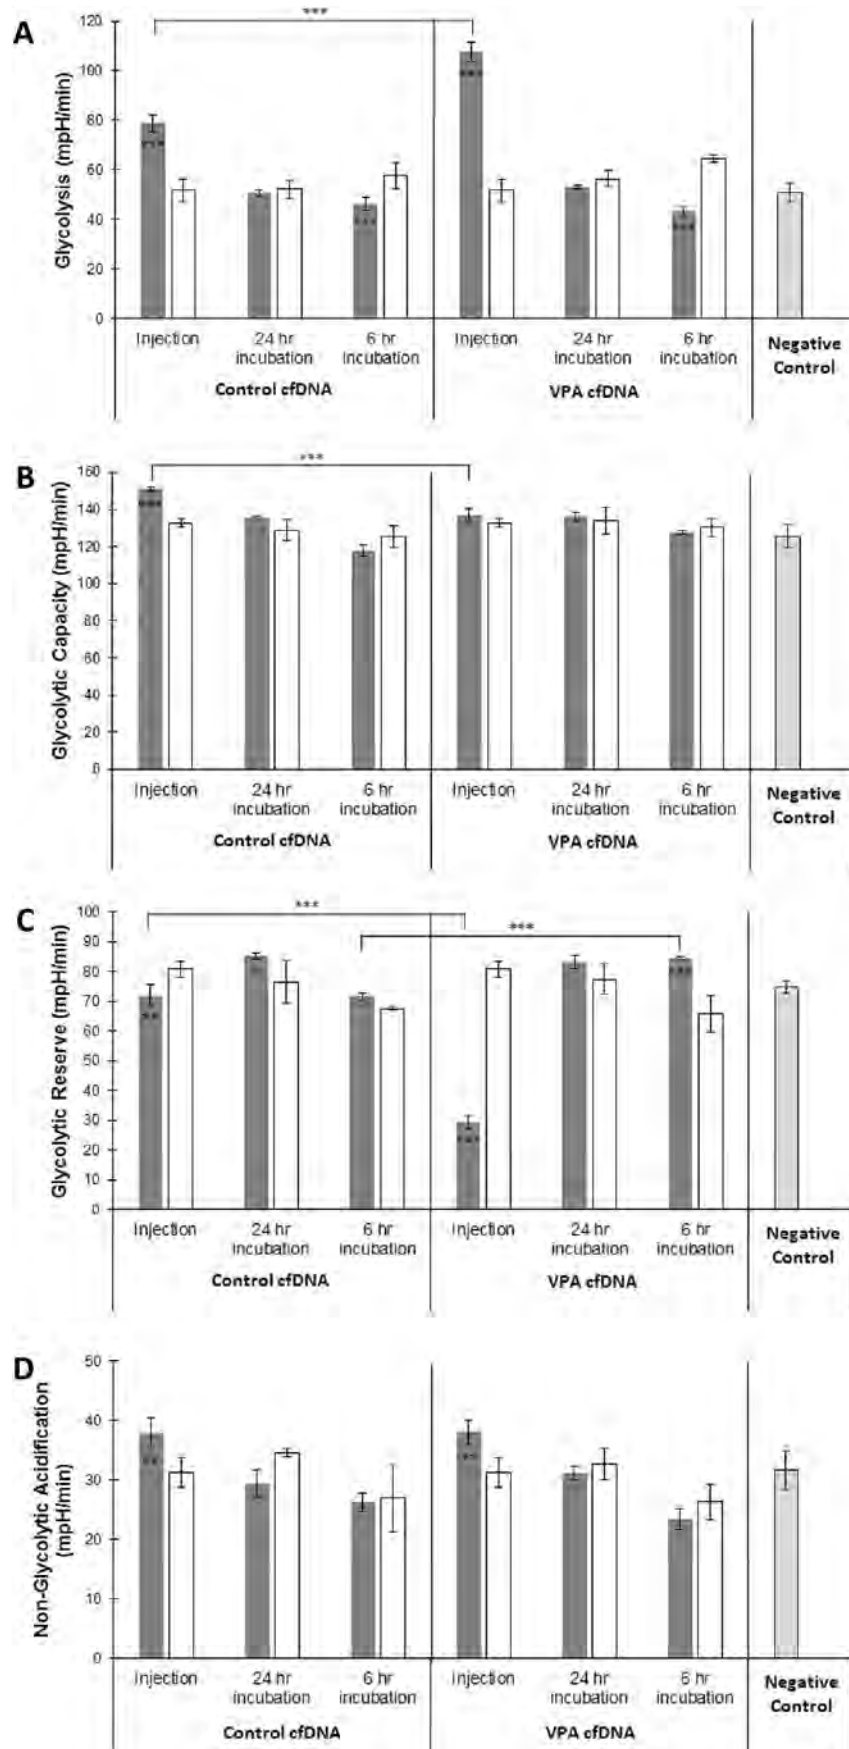 A
***
120
100
80
60
40
20
0
Glycolysis (mpH/min)
***
***
***
***
Injection
24 hr
incubation
6 hr
incubation
Injection
24 hr
incubation
6 hr
incubation
Control cfDNA
VPA cfDNA
Negative
Control
B
***
160
140
120
100
80
60
40
20
0
Glycolytic Capacity (mpH/min)
***
Injection
24 hr
incubation
6 hr
incubation
Injection
24 hr
incubation
6 hr
incubation
Control cfDNA
VPA cfDNA
Negative
Control
C
***
***
100
90
80
70
60
50
40
30
20
10
0
Glycolytic Reserve (mpH/min)
**
***
***
Injection
24 hr
incubation
6 hr
incubation
Injection
24 hr
incubation
6 hr
incubation
Control cfDNA
VPA cfDNA
Negative
Control
D
50
40
30
20
10
0
Non-Glycolytic Acidification
(mpH/min)
**
**
Injection
24 hr
incubation
6 hr
incubation
Injection
24 hr
incubation
6 hr
incubation
Control cfDNA
VPA cfDNA
Negative
Control